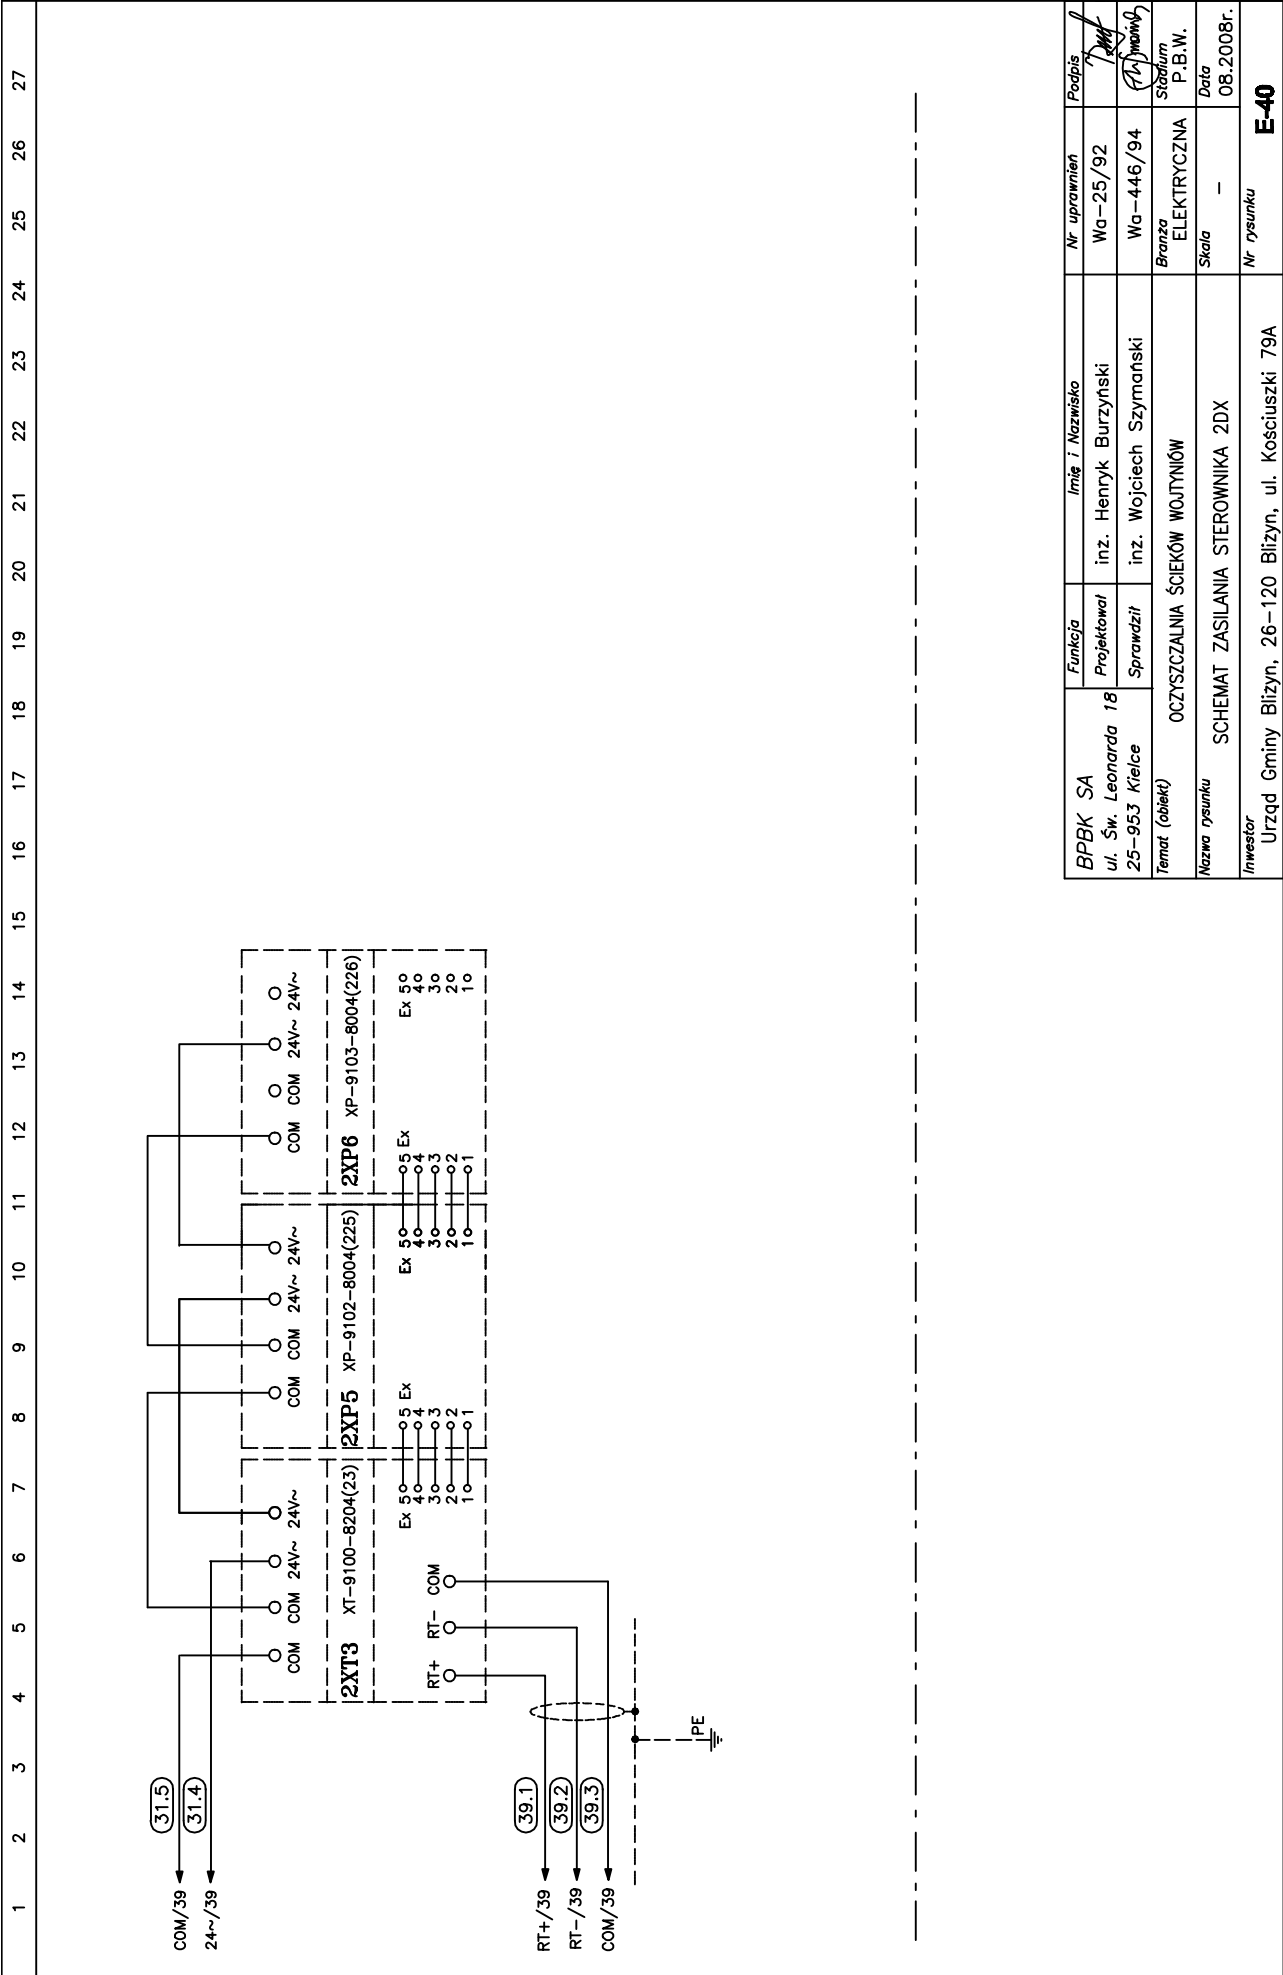 1 2 3 4 5 6 7 8 9 10 11 12 13 14 15 16 17 18 19 20 21 22 23 24 25 26 27
COM/39 31.5
24~/39 31.4
COM COM 24V~ 24V~ COM COM 24V~ 24V~ COM COM 24V~ 24V~
2XT3 XT-9100-8204(23) 2XP5 XP-9102-8004(225) 2XP6 XP-9103-8004(226)
Ex 5 5 Ex Ex 5 5 Ex Ex 5
4 4 4 4 4
3 3 3 3 3
2 2 2 2 2
1 1 1 1 1
RT+ RT- COM
RT+/39 39.1
RT-/39 39.2
COM/39 39.3
PE
BPBK SA
ul. Św. Leonarda 18
25-953 Kielce
Funkcja Imię i Nazwisko Nr uprawnień Podpis
Projektował inż. Henryk Burzyński Wa-25/92
Sprawdził inż. Wojciech Szymański Wa-446/94
Temat (obiekt) Branża Stadium
OCZYSZCZALNIA ŚCIEKÓW WOJTYNIÓW ELEKTRYCZNA P.B.W.
Nazwa rysunku Skala Data
SCHEMAT ZASILANIA STEROWNIKA 2DX - 08.2008r.
Inwestor Nr rysunku
Urząd Gminy Bliżyn, 26-120 Bliżyn, ul. Kościuszki 79A E-40